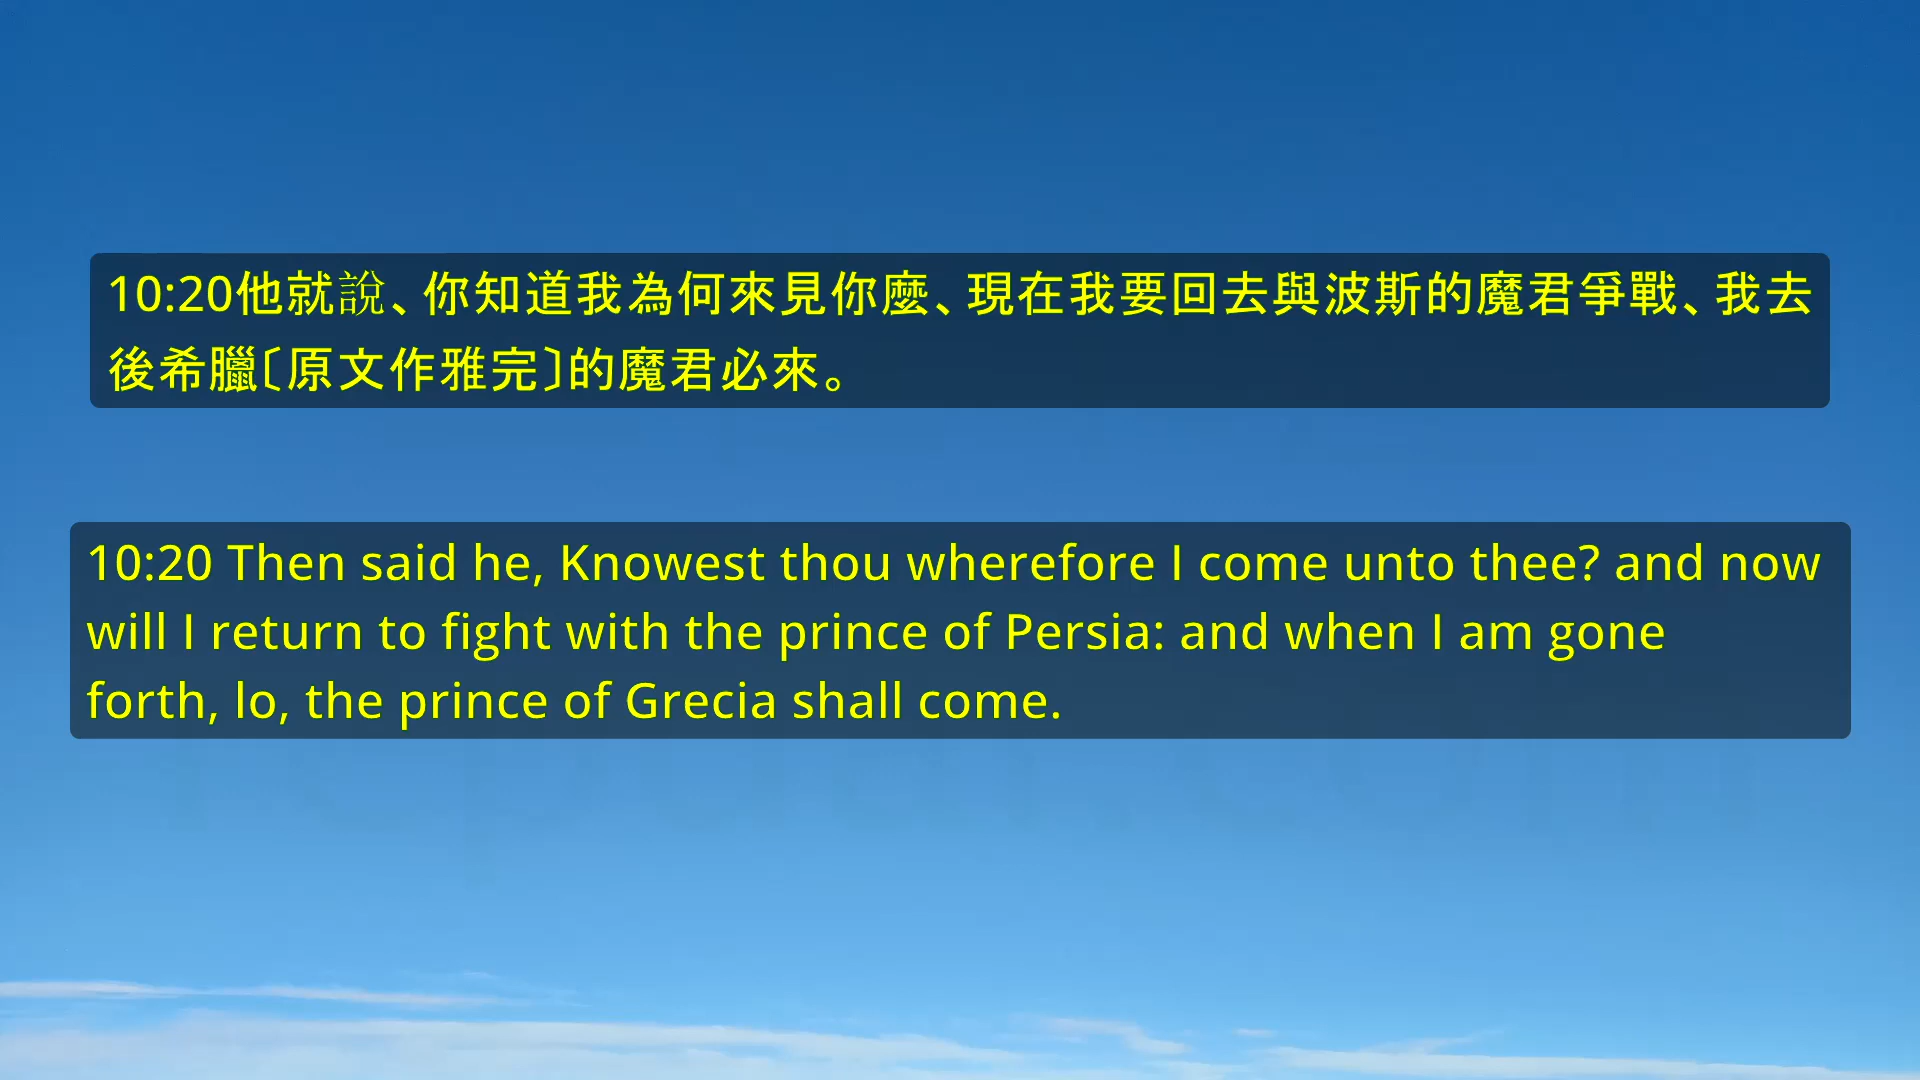 10:20他就說、你知道我為何來見你麼、現在我要回去與波斯的魔君爭戰、我去
後希臘〔原文作雅完〕的魔君必來。
10:20 Then said he, Knowest thou wherefore I come unto thee? and now
will I return to fight with the prince of Persia: and when I am gone
forth, lo, the prince of Grecia shall come.